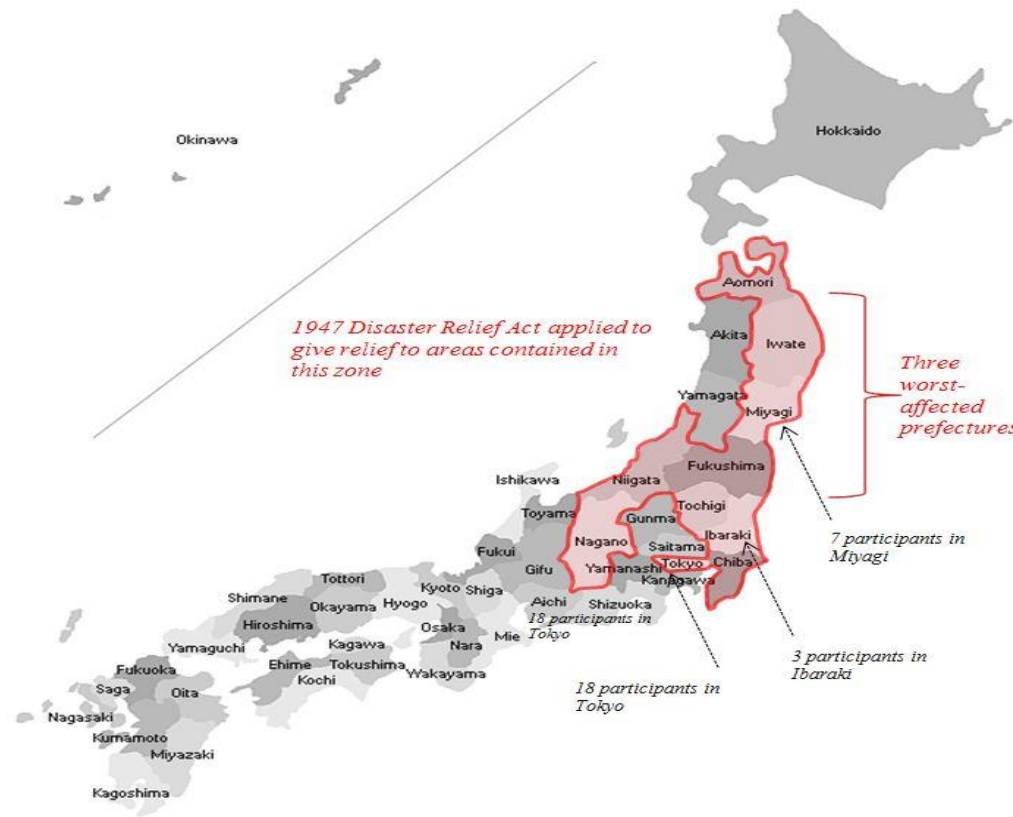 Okinawa
Hokkaido
Aomori
1947 Disaster Relief Act applied to
give relief to areas contained in
this zone
Akita
Iwate
Three
worst-
affected
prefectures
Yamagata
Miyagi
Fukushima
Niigata
Ishikawa
Tochigi
Toyama
Gunma
7 participants in
Miyagi
Nagano
Ibaraki
Saitama
Fukui
Tokyo
Chiba
Gifu
Yamanashi
Kanagawa
Tottori
Kyoto
Shiga
Shimane
Okayama
Hyogo
Aichi
Shizuoka
18 participants in
Tokyo
Hiroshima
Osaka
Mie
Yamaguchi
Kagawa
Nara
3 participants in
Ibaraki
Fukuoka
Ehime
Tokushima
Wakayama
Kochi
Saga
Oita
18 participants in
Tokyo
Nagasaki
Kumamoto
Miyazaki
Kagoshima